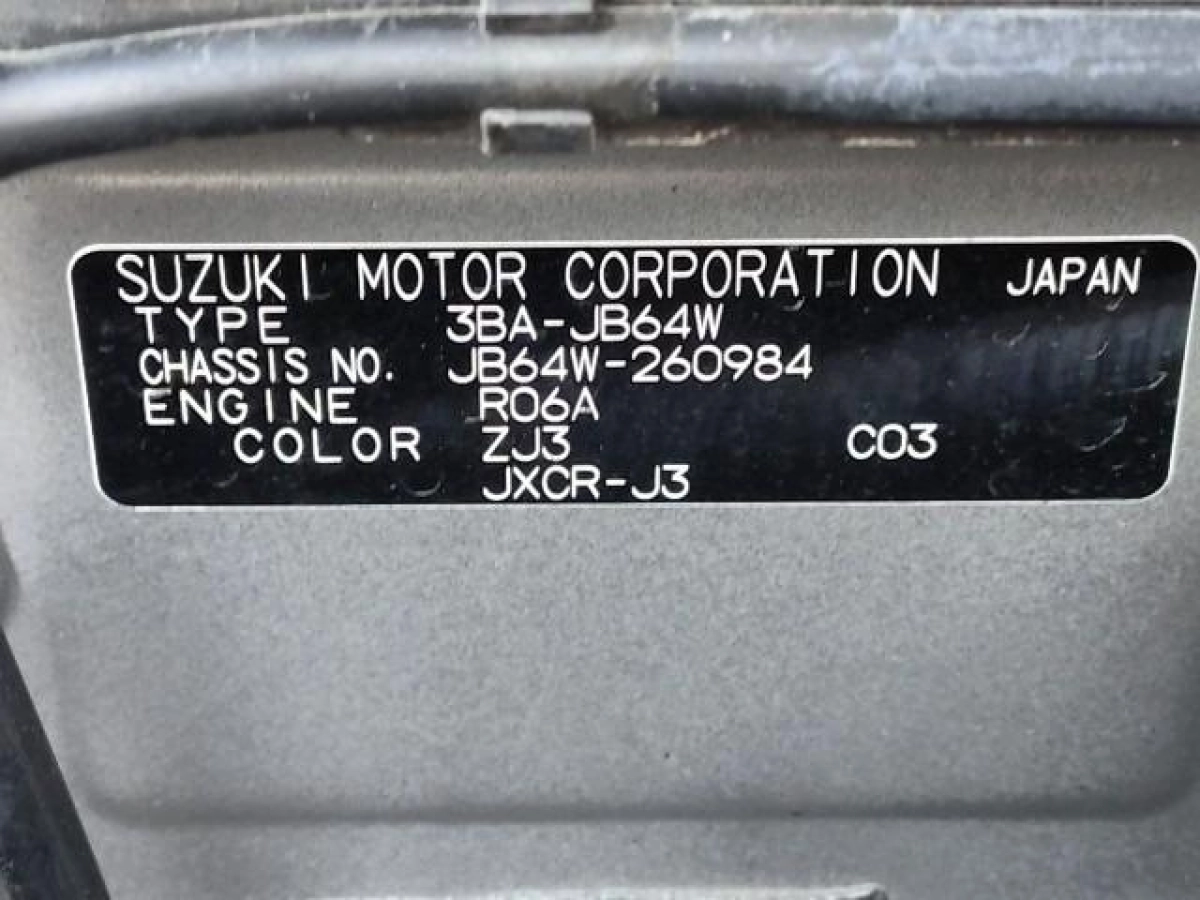 SUZUKI MOTOR CORPORATION JAPAN
TYPE 3BA-JB64W
CHASSIS NO. JB64W-260984
ENGINE R06A
COLOR ZJ3 C03
JXCR-J3